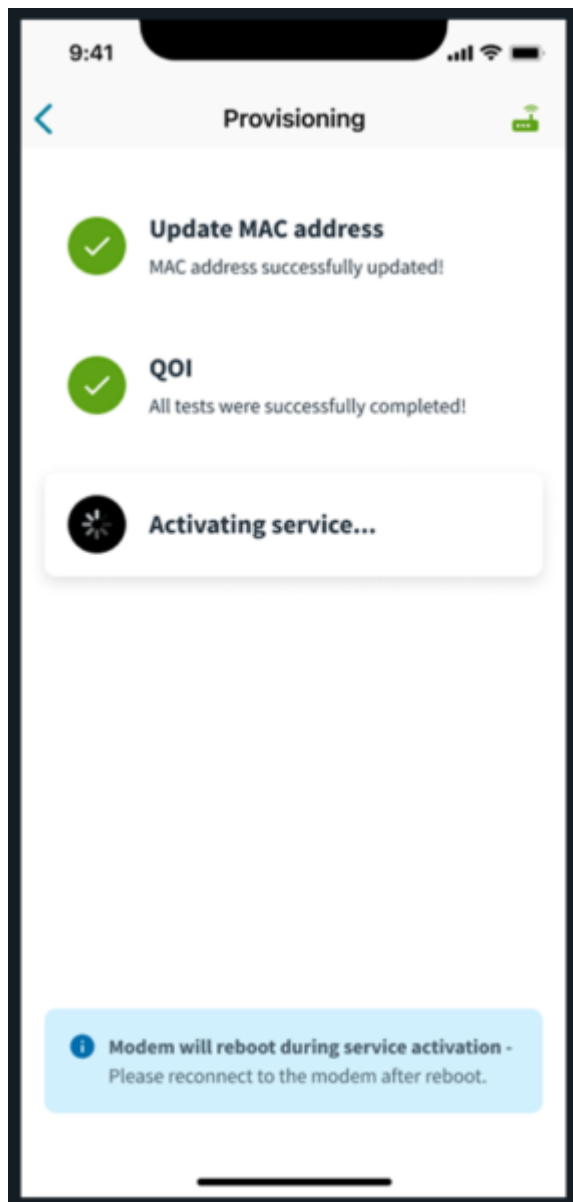 9:41
Provisioning
Update MAC address
MAC address successfully updated!
QOI
All tests were successfully completed!
Activating service...
Modem will reboot during service activation -
Please reconnect to the modem after reboot.